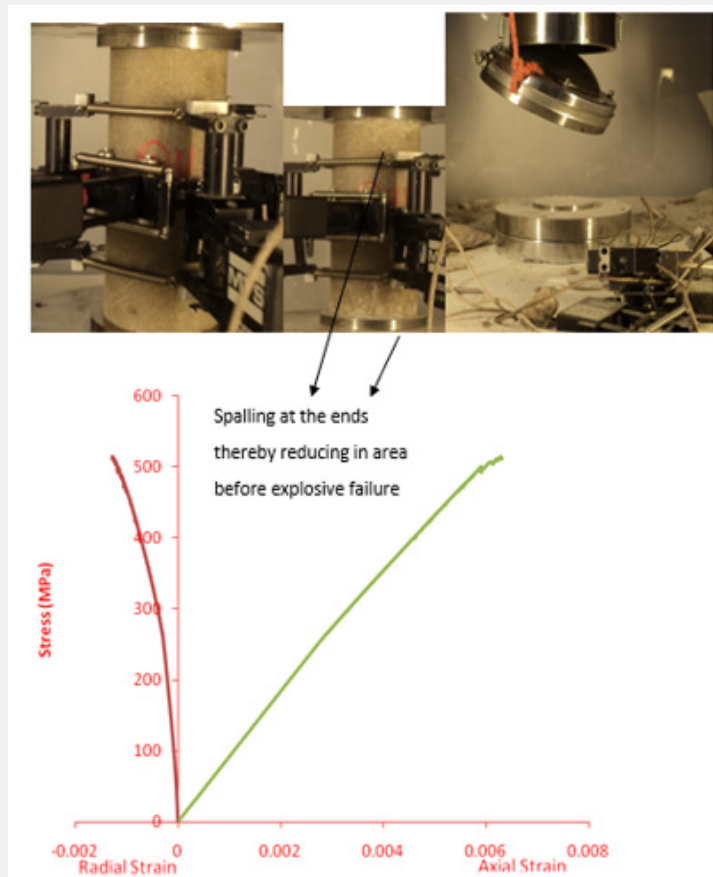 MTS
Spalling at the ends
thereby reducing in area
before explosive failure
600
500
400
300
200
100
0
Stress (MPa)
-0.002
0
0.002
0.004
0.006
0.008
Radial Strain
Axial Strain